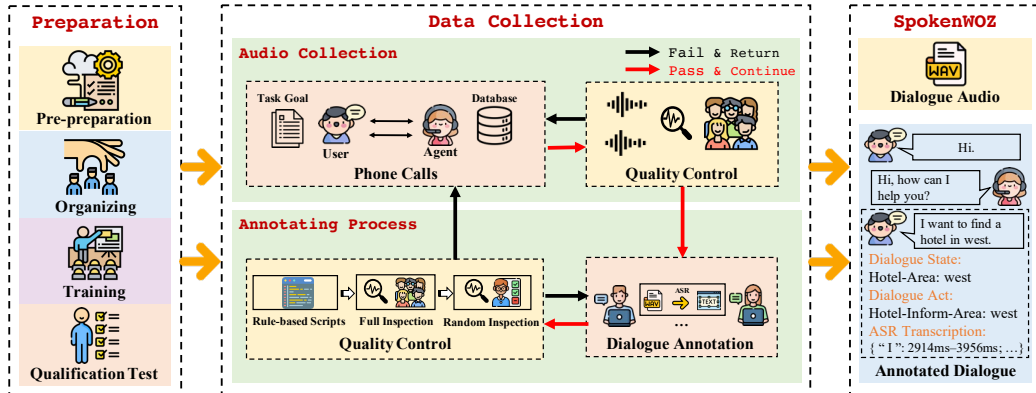 Preparation
Pre-preparation
Organizing
Training
Qualification Test
Data Collection
Audio Collection
Fail & Return
Pass & Continue
Task Goal
Database
User
Agent
Phone Calls
Quality Control
Annotating Process
Rule-based Scripts
Full Inspection
Random Inspection
Quality Control
WAV
ASR
TEXT
...
Dialogue Annotation
SpokenWOZ
WAV
Dialogue Audio
Hi.
Hi, how can I
help you?
I want to find a
hotel in west.
Dialogue State:
Hotel-Area: west
Dialogue Act:
Hotel-Inform-Area: west
ASR Transcription:
{ “ I ”: 2914ms–3956ms; …}
Annotated Dialogue